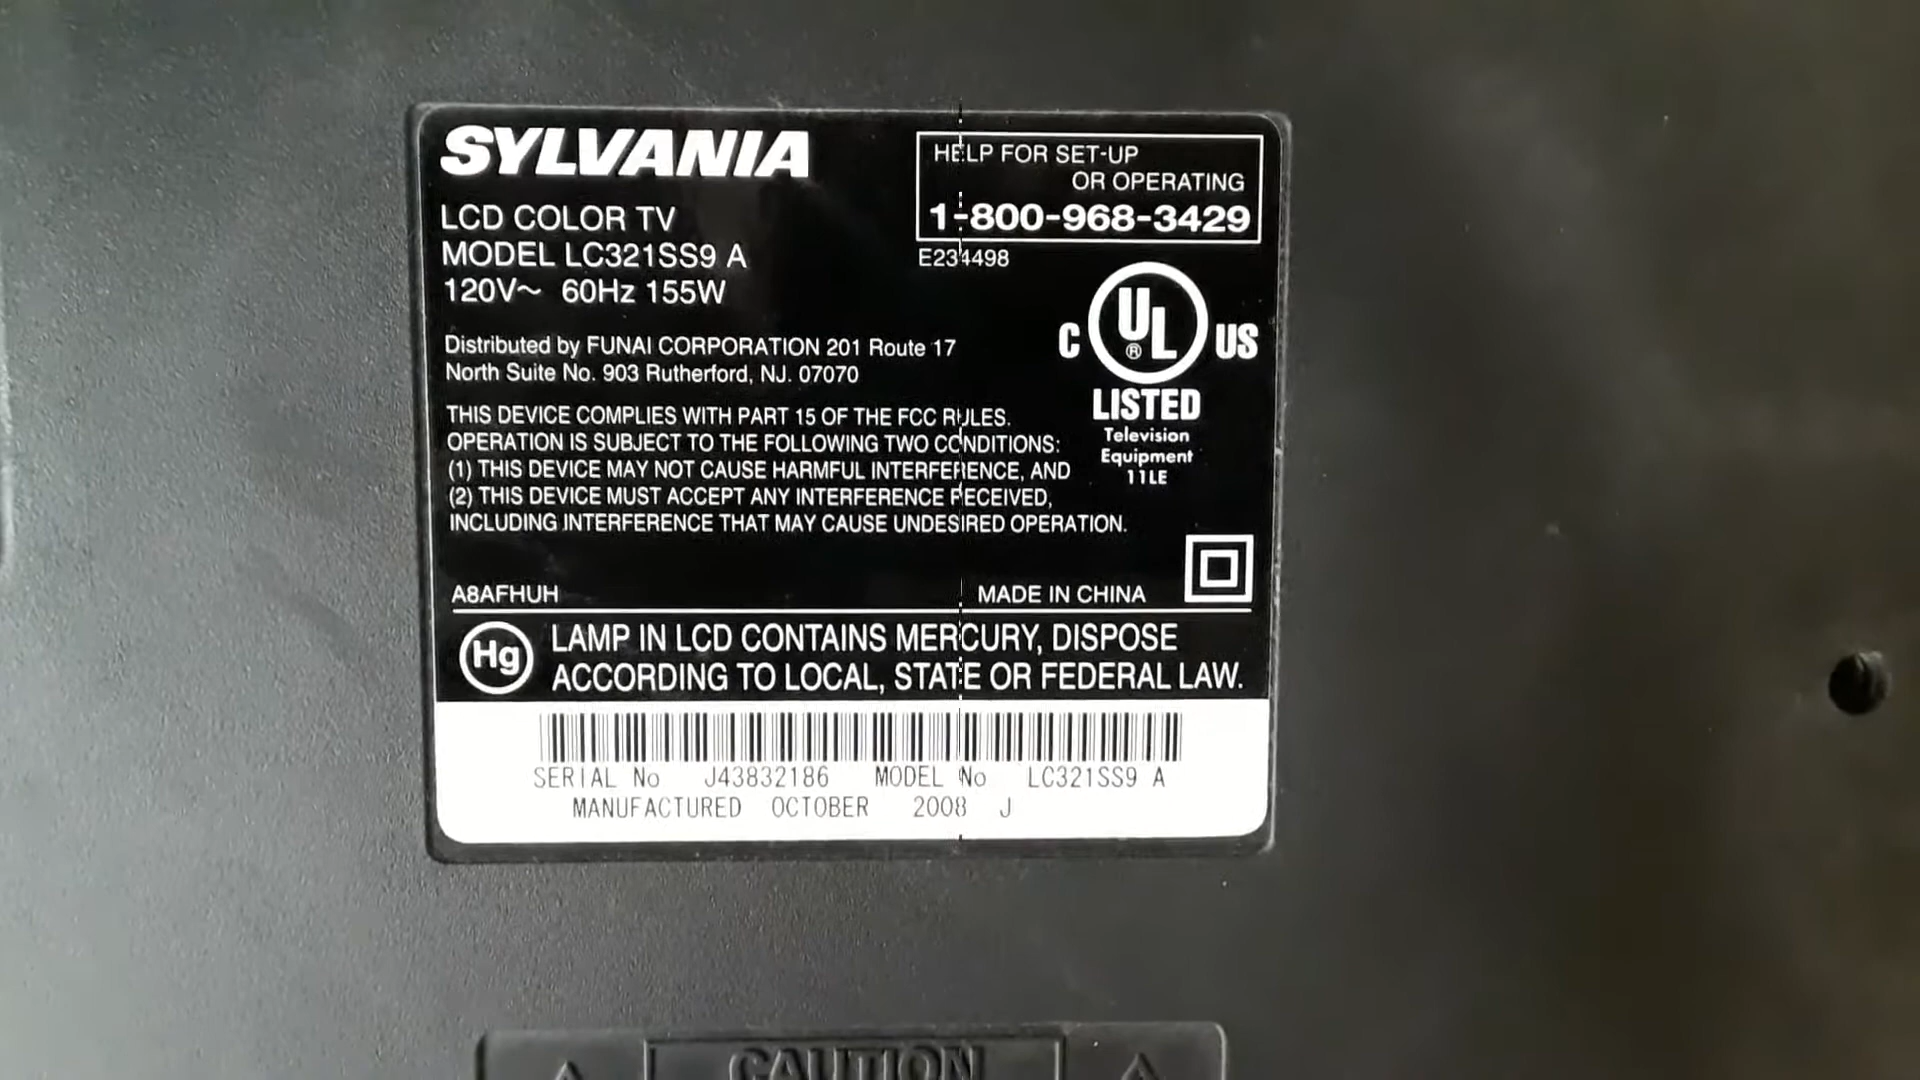 SYLVANIA
LCD COLOR TV
MODEL LC321SS9 A
120V~ 60Hz 155W
HELP FOR SET-UP
OR OPERATING
1-800-968-3429
E234498
C UL US
®
LISTED
Television
Equipment
11LE
Distributed by FUNAI CORPORATION 201 Route 17
North Suite No. 903 Rutherford, NJ. 07070
THIS DEVICE COMPLIES WITH PART 15 OF THE FCC RULES.
OPERATION IS SUBJECT TO THE FOLLOWING TWO CONDITIONS:
(1) THIS DEVICE MAY NOT CAUSE HARMFUL INTERFERENCE, AND
(2) THIS DEVICE MUST ACCEPT ANY INTERFERENCE RECEIVED,
INCLUDING INTERFERENCE THAT MAY CAUSE UNDESIRED OPERATION.
A8AFHUH MADE IN CHINA
Hg LAMP IN LCD CONTAINS MERCURY, DISPOSE
ACCORDING TO LOCAL, STATE OR FEDERAL LAW.
SERIAL No J43832186 MODEL No LC321SS9 A
MANUFACTURED OCTOBER 2008 J
CAUTION